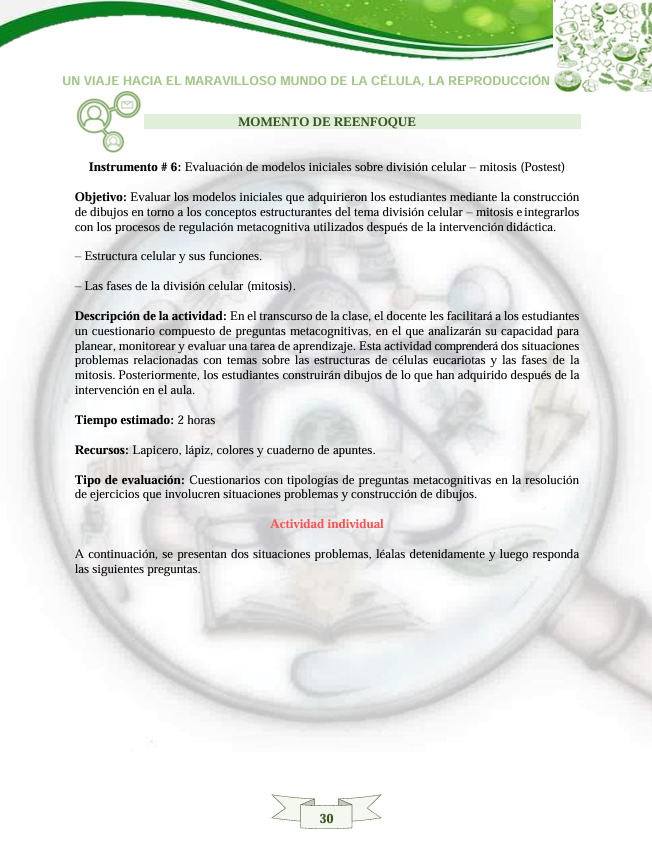 UN VIAJE HACIA EL MARAVILLOSO MUNDO DE LA CÉLULA, LA REPRODUCCIÓN
MOMENTO DE REENFOQUE
Instrumento # 6: Evaluación de modelos iniciales sobre división celular – mitosis (Postest)
Objetivo: Evaluar los modelos iniciales que adquirieron los estudiantes mediante la construcción
de dibujos en torno a los conceptos estructurantes del tema división celular – mitosis e integrarlos
con los procesos de regulación metacognitiva utilizados después de la intervención didáctica.
– Estructura celular y sus funciones.
– Las fases de la división celular (mitosis).
Descripción de la actividad: En el transcurso de la clase, el docente les facilitará a los estudiantes
un cuestionario compuesto de preguntas metacognitivas, en el que analizarán su capacidad para
planear, monitorear y evaluar una tarea de aprendizaje. Esta actividad comprenderá dos situaciones
problemas relacionadas con temas sobre las estructuras de células eucariotas y las fases de la
mitosis. Posteriormente, los estudiantes construirán dibujos de lo que han adquirido después de la
intervención en el aula.
Tiempo estimado: 2 horas
Recursos: Lapicero, lápiz, colores y cuaderno de apuntes.
Tipo de evaluación: Cuestionarios con tipologías de preguntas metacognitivas en la resolución
de ejercicios que involucren situaciones problemas y construcción de dibujos.
Actividad individual
A continuación, se presentan dos situaciones problemas, léalas detenidamente y luego responda
las siguientes preguntas.
30